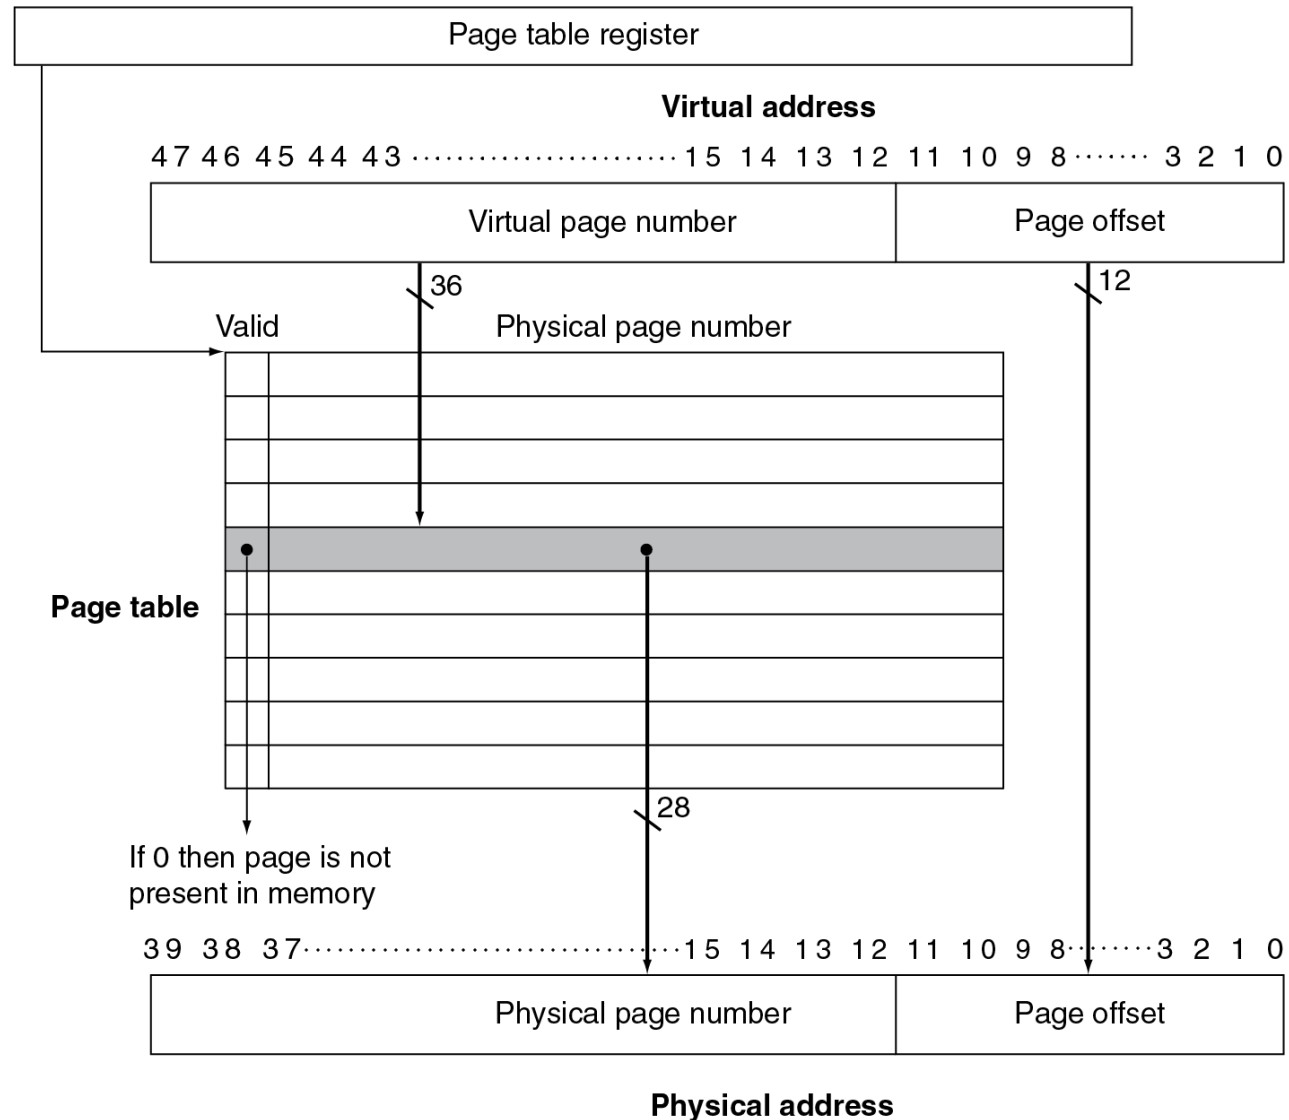 Page table register
Virtual address
47 46 45 44 43 ........................ 15 14 13 12 11 10 9 8 ....... 3 2 1 0
Virtual page number Page offset
36 12
Valid Physical page number
Page table
28
If 0 then page is not
present in memory
39 38 37 .................................. 15 14 13 12 11 10 9 8 ........ 3 2 1 0
Physical page number Page offset
Physical address